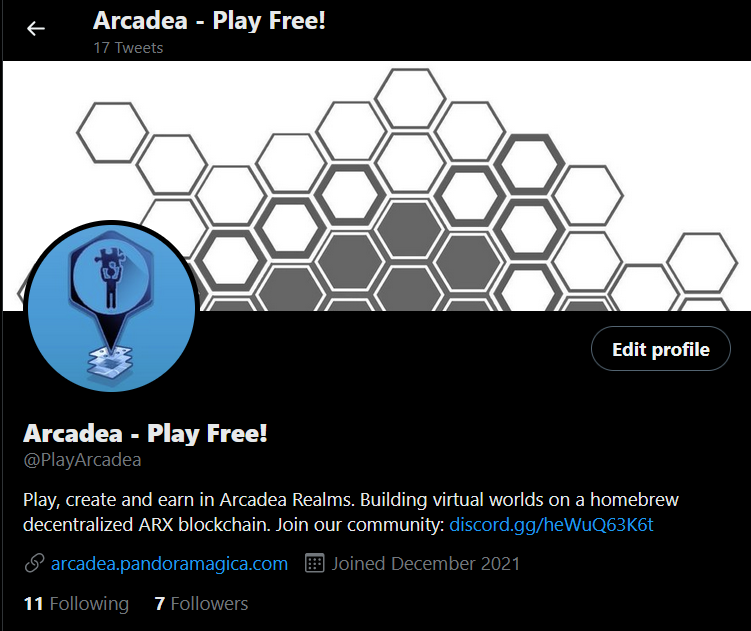 Arcadea - Play Free!
17 Tweets
Edit profile
Arcadea - Play Free!
@PlayArcadea
Play, create and earn in Arcadea Realms. Building virtual worlds on a homebrew
decentralized ARX blockchain. Join our community: discord.gg/heWuQ63K6t
arcadea.pandoramagica.com Joined December 2021
11 Following 7 Followers